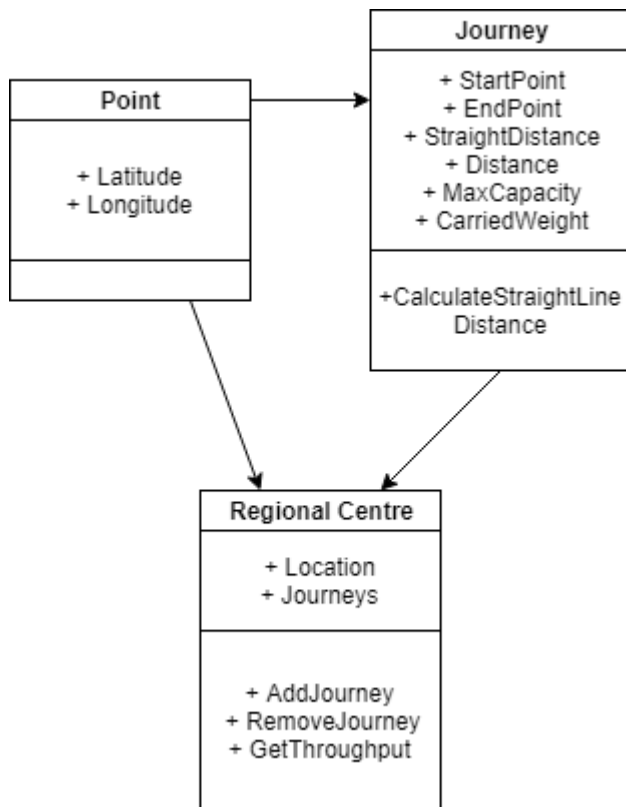 Point
+ Latitude
+ Longitude
Journey
+ StartPoint
+ EndPoint
+ StraightDistance
+ Distance
+ MaxCapacity
+ CarriedWeight
+CalculateStraightLine
Distance
Regional Centre
+ Location
+ Journeys
+ AddJourney
+ RemoveJourney
+ GetThroughput